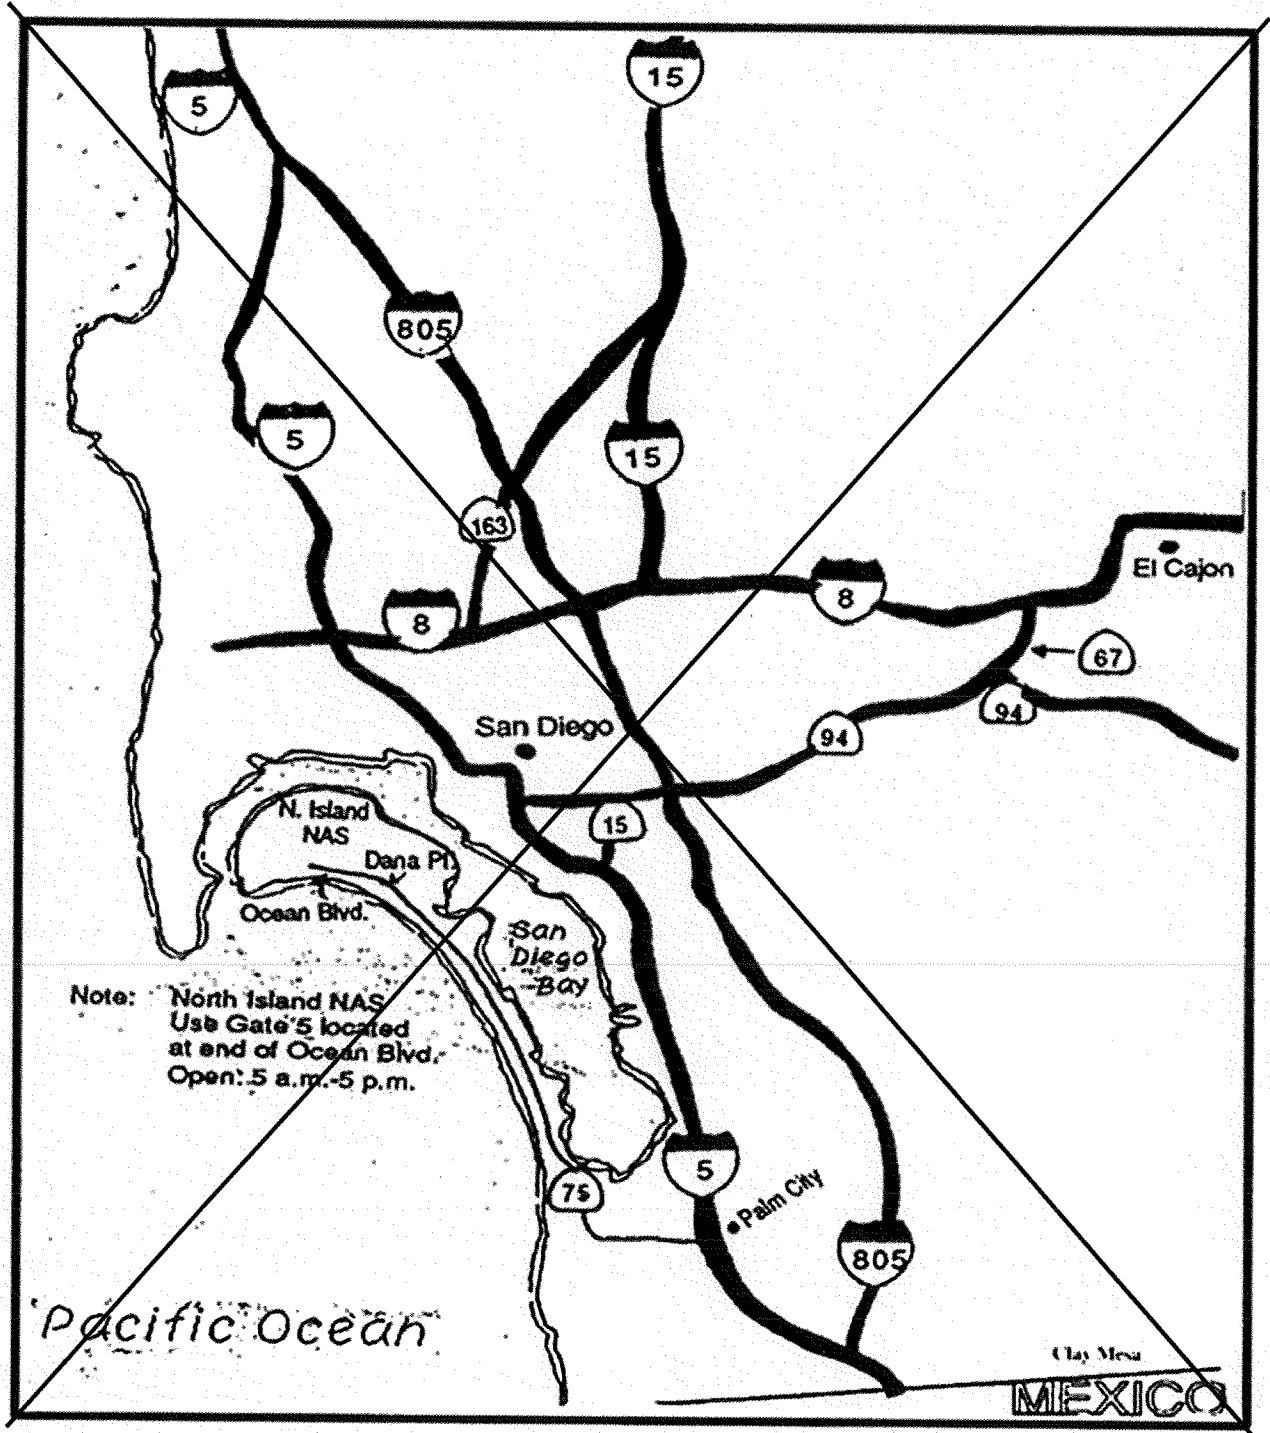 15
5
805
5
15
163
El Cajon
8
8
67
94
San Diego
94
15
N. Island
NAS
Dana Pl.
Ocean Blvd.
San
Diego
Bay
Note: North Island NAS
Use Gate 5 located
at end of Ocean Blvd.
Open: 5 a.m.-5 p.m.
5
75
Palm City
805
Pacific Ocean
Clay Mesa
MEXICO